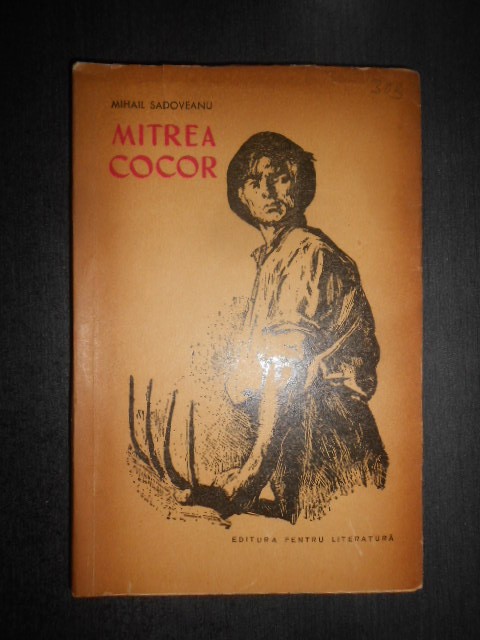 MIHAIL SADOVEANU
MITREA
COCOR
EDITURA PENTRU LITERATURĂ